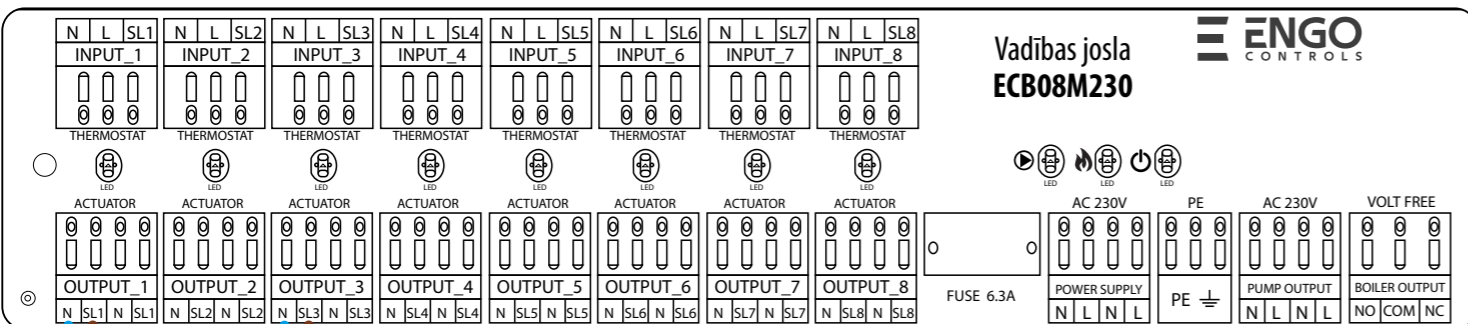 N L SL1 N L SL2 N L SL3 N L SL4 N L SL5 N L SL6 N L SL7 N L SL8
INPUT_1 INPUT_2 INPUT_3 INPUT_4 INPUT_5 INPUT_6 INPUT_7 INPUT_8
THERMOSTAT THERMOSTAT THERMOSTAT THERMOSTAT THERMOSTAT THERMOSTAT THERMOSTAT THERMOSTAT
Vadības josla
ECB08M230
ENGO
CONTROLS
LED LED LED LED LED LED LED LED LED LED LED
ACTUATOR ACTUATOR ACTUATOR ACTUATOR ACTUATOR ACTUATOR ACTUATOR ACTUATOR AC 230V PE AC 230V VOLT FREE
OUTPUT_1 OUTPUT_2 OUTPUT_3 OUTPUT_4 OUTPUT_5 OUTPUT_6 OUTPUT_7 OUTPUT_8 FUSE 6.3A POWER SUPPLY PE PUMP OUTPUT BOILER OUTPUT
N SL1 N SL1 N SL2 N SL2 N SL3 N SL3 N SL4 N SL4 N SL5 N SL5 N SL6 N SL6 N SL7 N SL7 N SL8 N SL8 N L N L N L N L NO COM NC